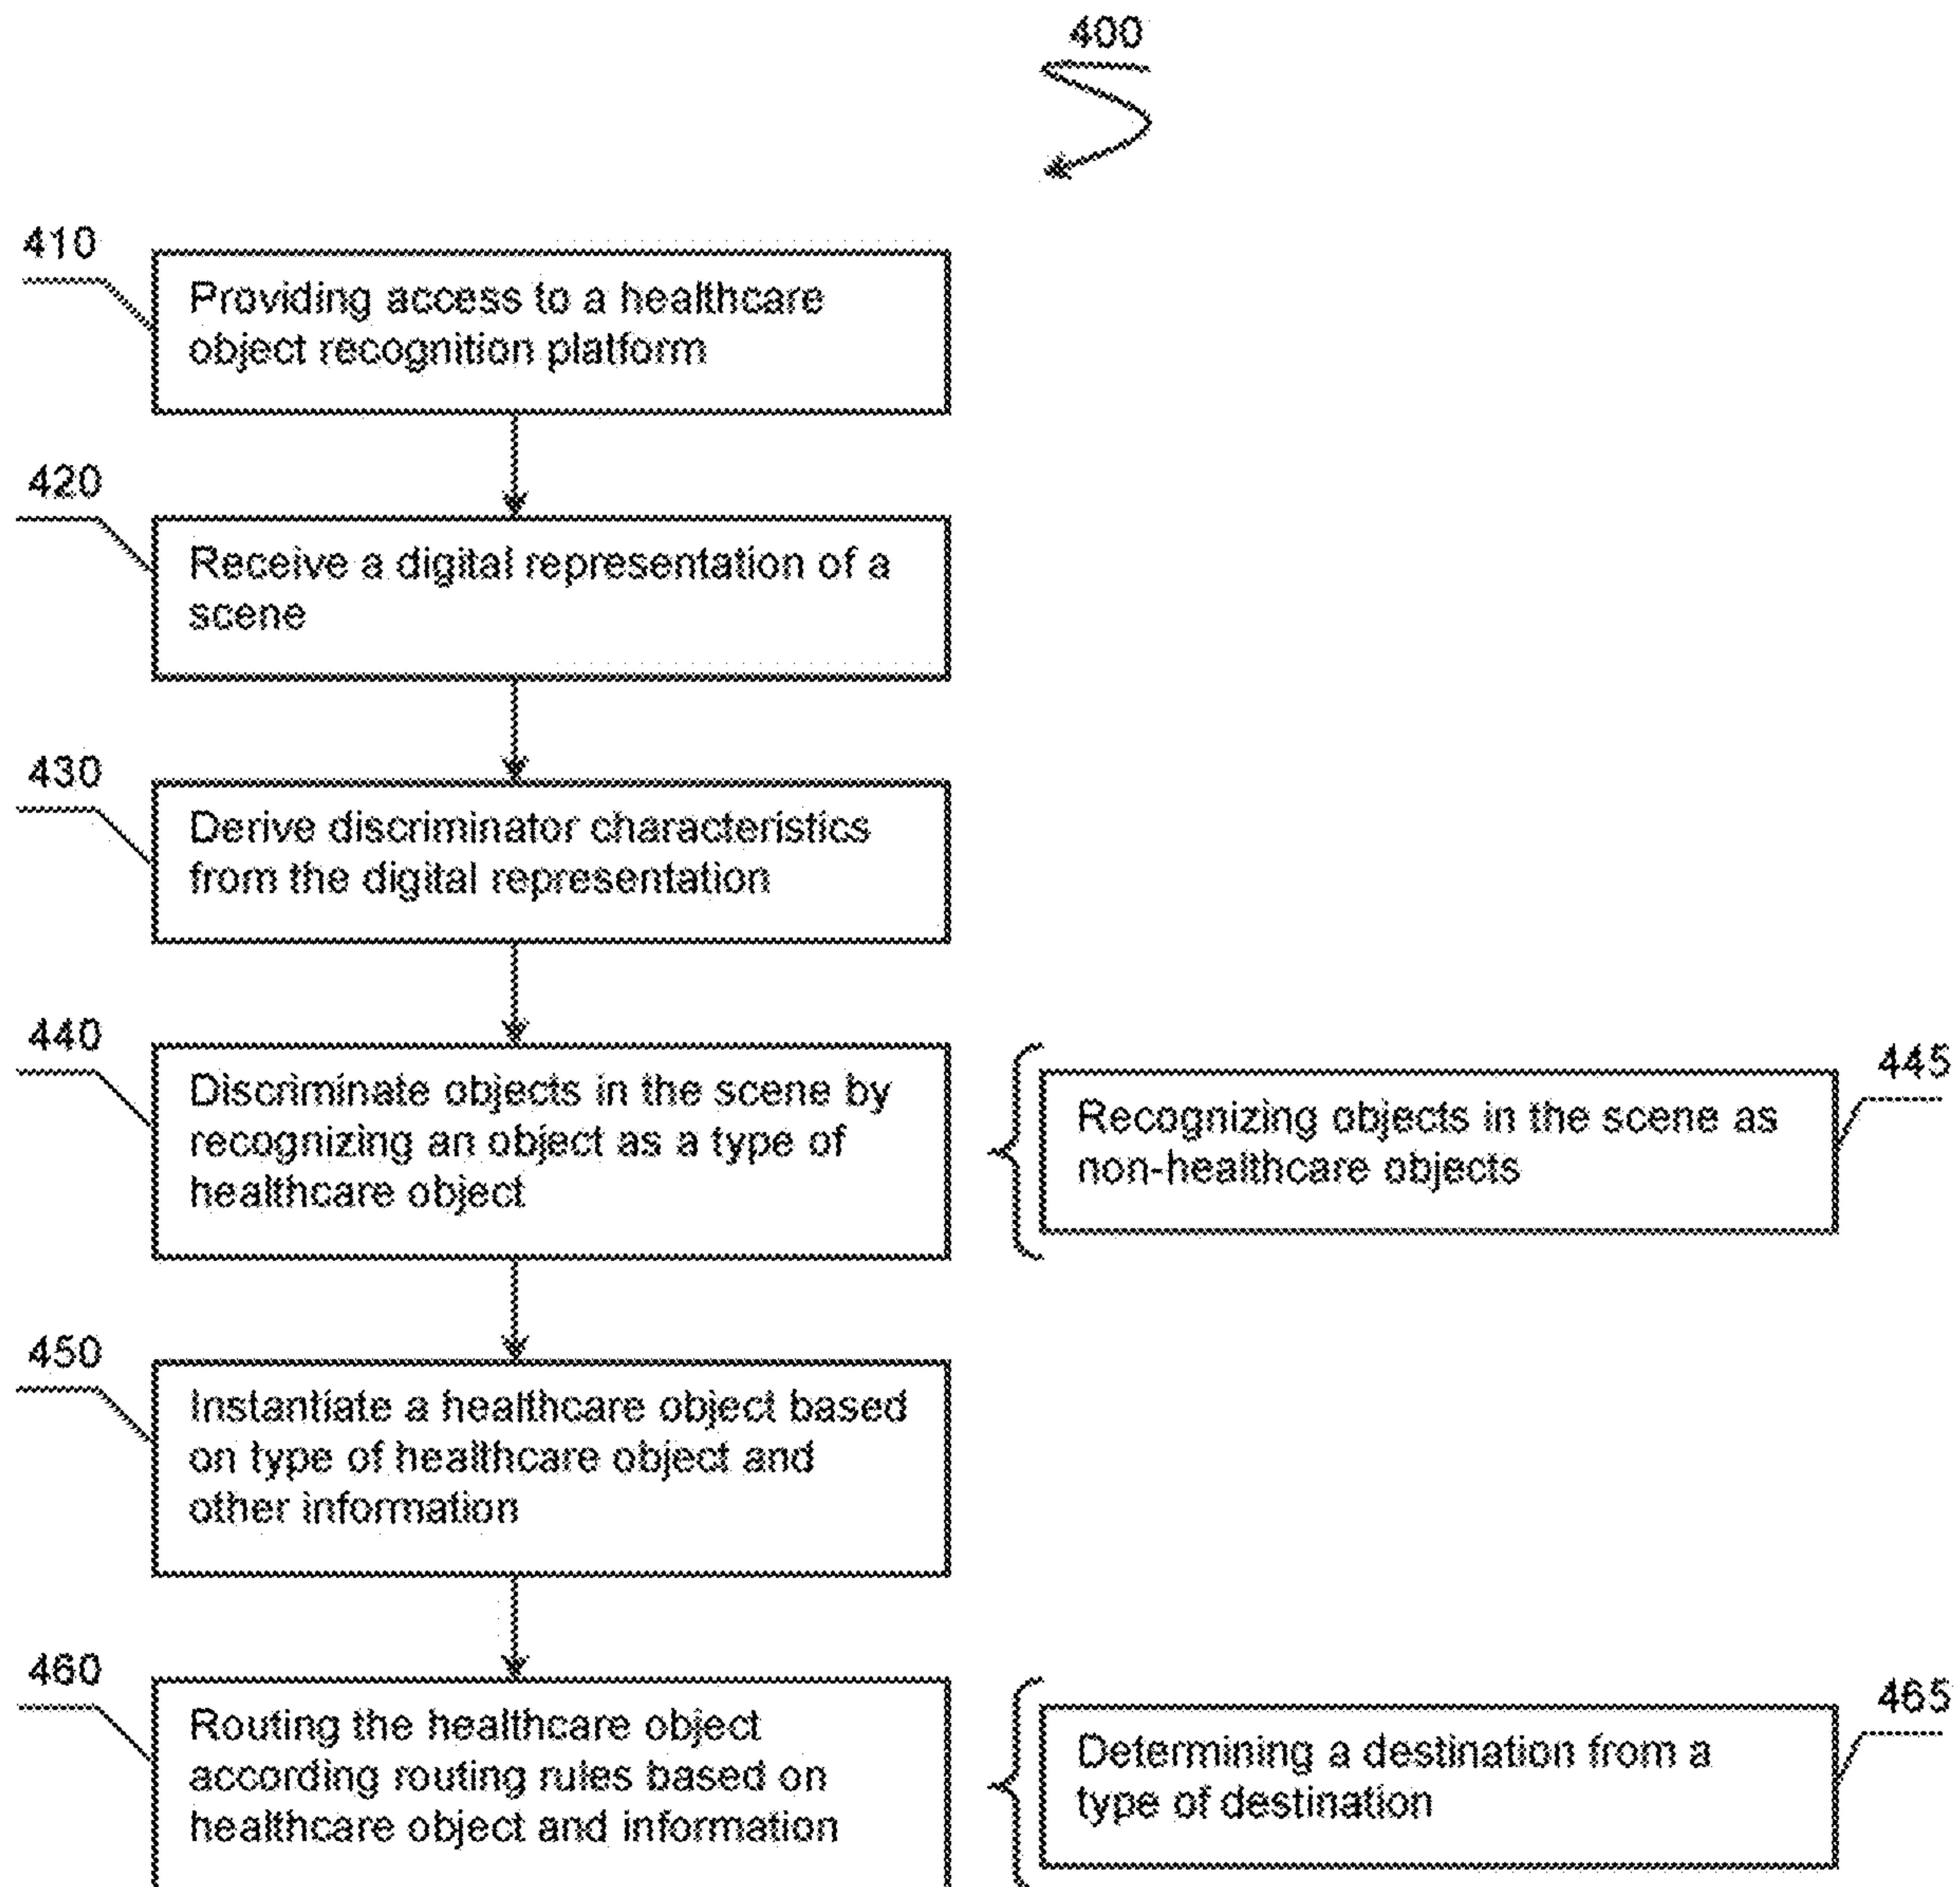 400
410
Providing access to a healthcare
object recognition platform
420
Receive a digital representation of a
scene
430
Derive discriminator characteristics
from the digital representation
440
Discriminate objects in the scene by
recognizing an object as a type of
healthcare object
445
Recognizing objects in the scene as
non-healthcare objects
450
Instantiate a healthcare object based
on type of healthcare object and
other information
460
Routing the healthcare object
according routing rules based on
healthcare object and information
465
Determining a destination from a
type of destination